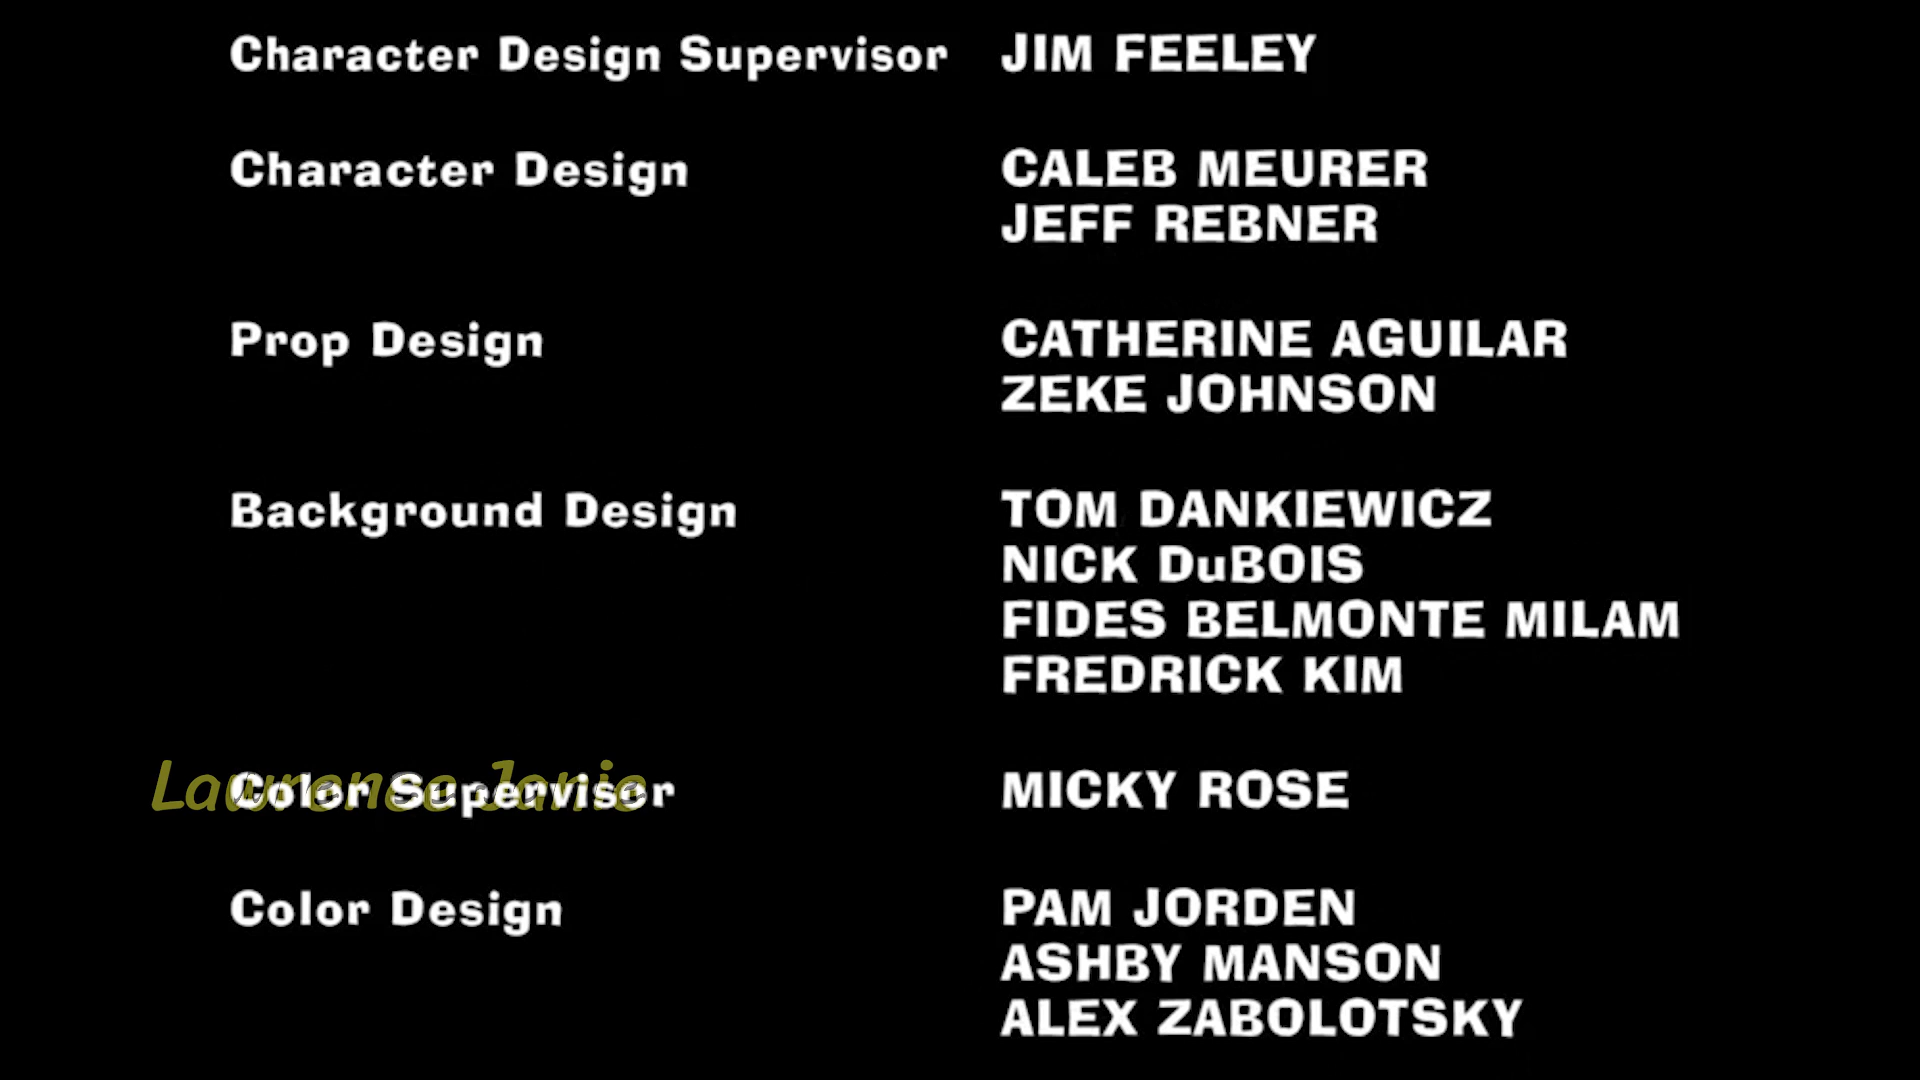 Character Design Supervisor JIM FEELEY
Character Design CALEB MEURER
JEFF REBNER
Prop Design CATHERINE AGUILAR
ZEKE JOHNSON
Background Design TOM DANKIEWICZ
NICK DuBOIS
FIDES BELMONTE MILAM
FREDRICK KIM
Lawrense Janie
Color Supervisor MICKY ROSE
Color Design PAM JORDEN
ASHBY MANSON
ALEX ZABOLOTSKY